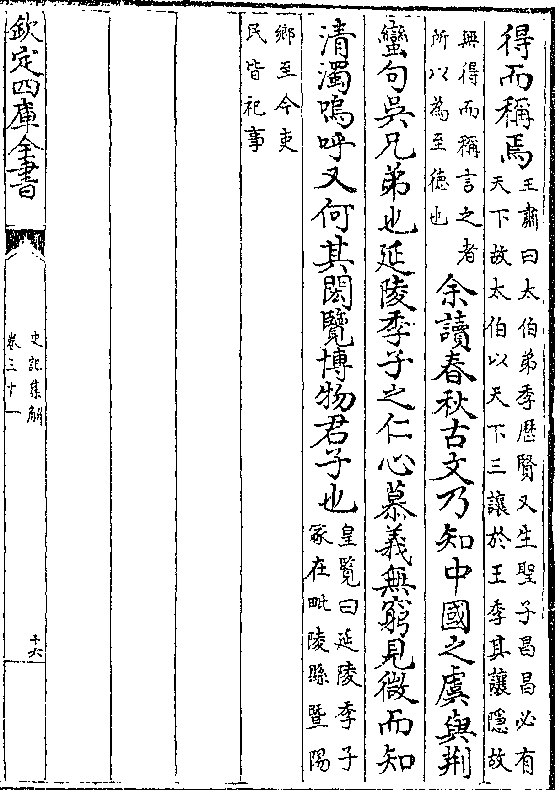 得而稱焉
王肅曰太伯弟季歷賢又生聖子昌昌必有
天下故太伯以天下三讓於王季其讓隱故
無得而稱言之者
所以為至徳也
余讀春秋古文乃知中國之虞與荆
蠻句吳兄弟也延陵季子之仁心慕義無窮見微而知
清濁嗚呼又何其閎覽博物君子也
皇覽曰延陵季子
冢在毗陵縣暨陽
鄉至今吏
民皆祀事
欽定四庫全書
史記集解
卷三十一
十六